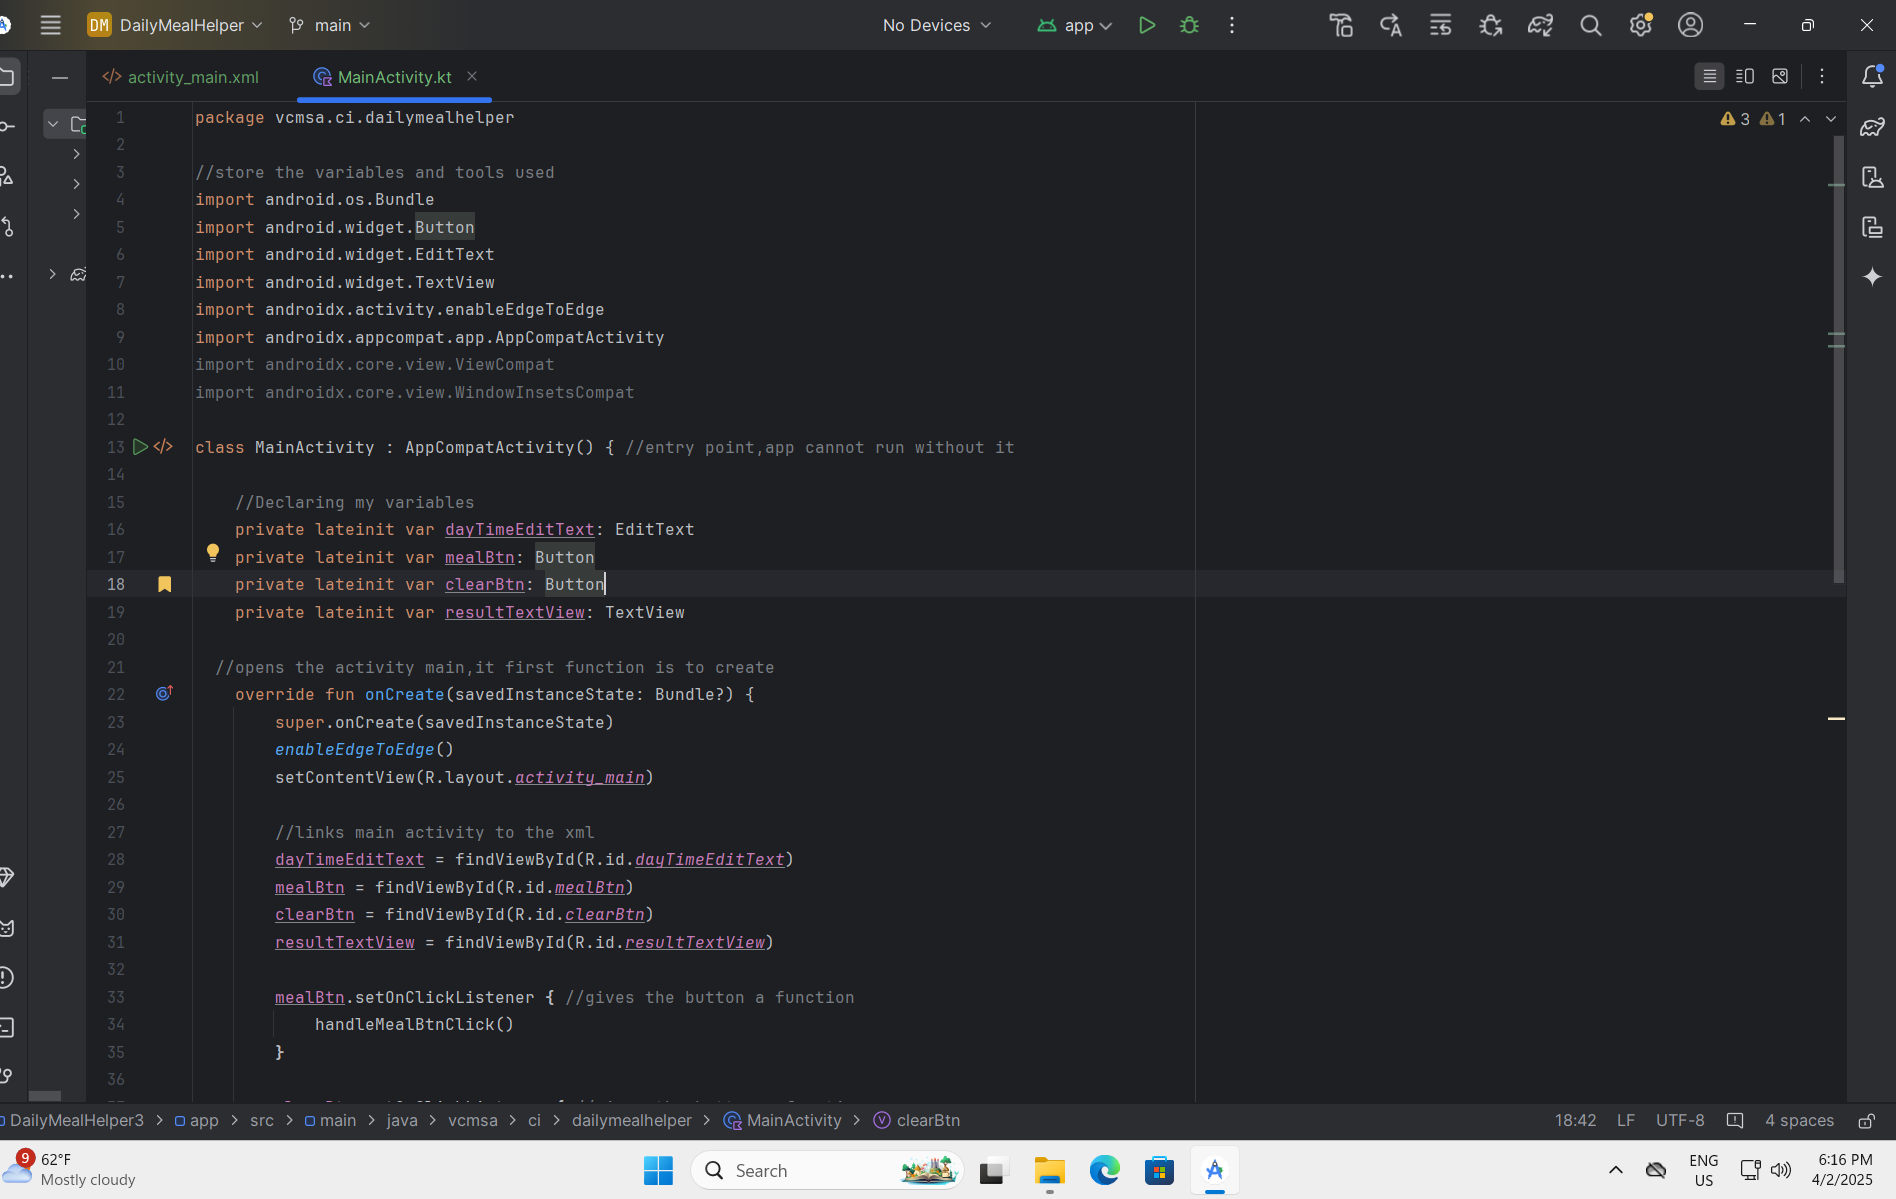 DM DailyMealHelper main No Devices app
activity_main.xml MainActivity.kt
3 1
1 package vcmsa.ci.dailymealhelper
2
3 //store the variables and tools used
4 import android.os.Bundle
5 import android.widget.Button
6 import android.widget.EditText
7 import android.widget.TextView
8 import androidx.activity.enableEdgeToEdge
9 import androidx.appcompat.app.AppCompatActivity
10 import androidx.core.view.ViewCompat
11 import androidx.core.view.WindowInsetsCompat
12
13 class MainActivity : AppCompatActivity() { //entry point,app cannot run without it
14
15 //Declaring my variables
16 private lateinit var dayTimeEditText: EditText
17 private lateinit var mealBtn: Button
18 private lateinit var clearBtn: Button
19 private lateinit var resultTextView: TextView
20
21 //opens the activity main,it first function is to create
22 override fun onCreate(savedInstanceState: Bundle?) {
23 super.onCreate(savedInstanceState)
24 enableEdgeToEdge()
25 setContentView(R.layout.activity_main)
26
27 //links main activity to the xml
28 dayTimeEditText = findViewById(R.id.dayTimeEditText)
29 mealBtn = findViewById(R.id.mealBtn)
30 clearBtn = findViewById(R.id.clearBtn)
31 resultTextView = findViewById(R.id.resultTextView)
32
33 mealBtn.setOnClickListener { //gives the button a function
34 handleMealBtnClick()
35 }
36
DailyMealHelper3 > app > src > main > java > vcmsa > ci > dailymealhelper > MainActivity > clearBtn 18:42 LF UTF-8 4 spaces
9 62°F
Mostly cloudy
Search
ENG
US
6:16 PM
4/2/2025